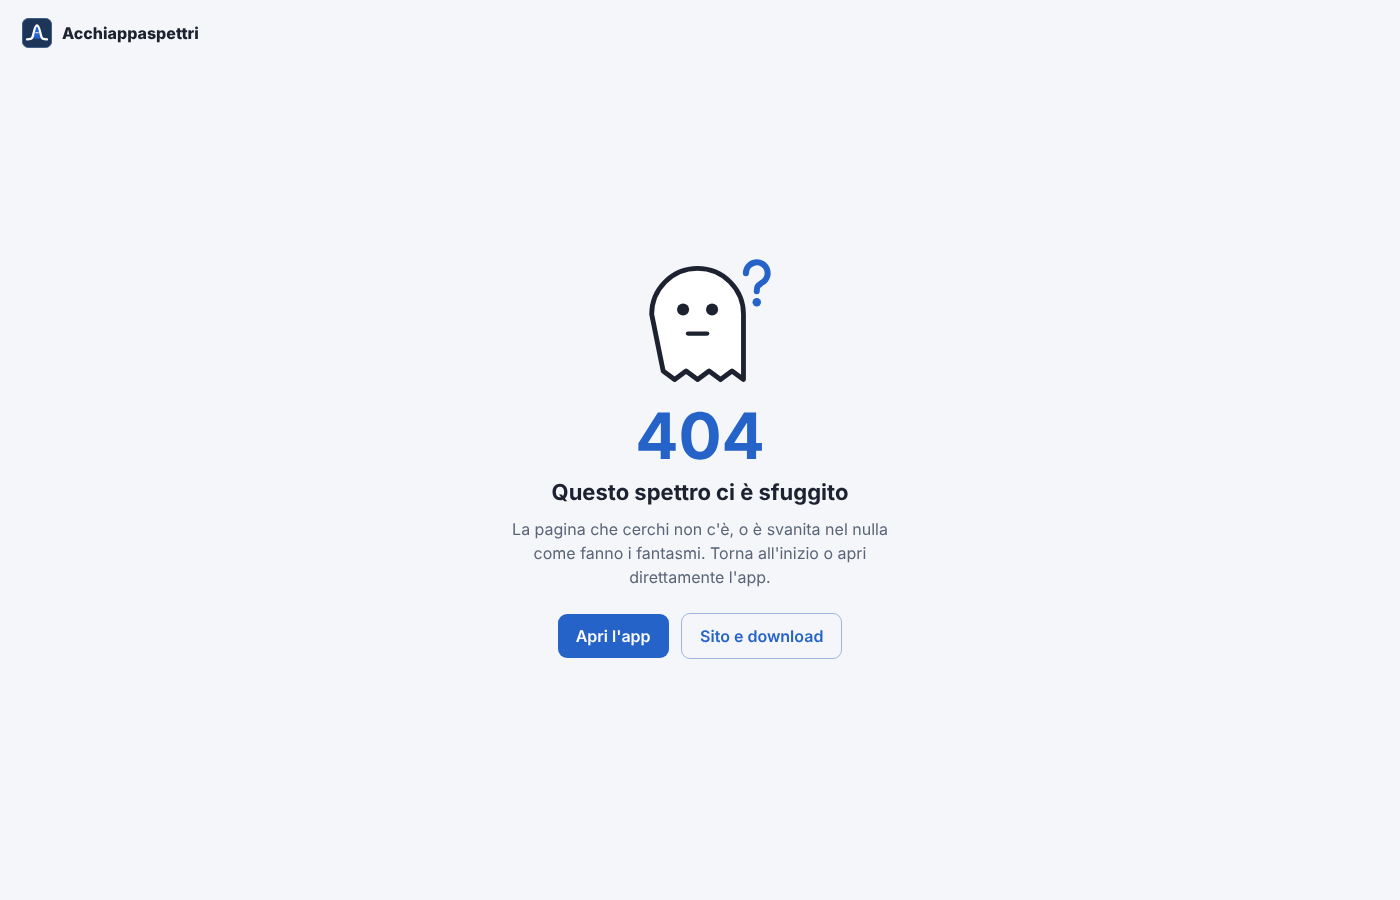 Acchiappaspettri
?
404
Questo spettro ci è sfuggito
La pagina che cerchi non c'è, o è svanita nel nulla
come fanno i fantasmi. Torna all'inizio o apri
direttamente l'app.
Apri l'app
Sito e download